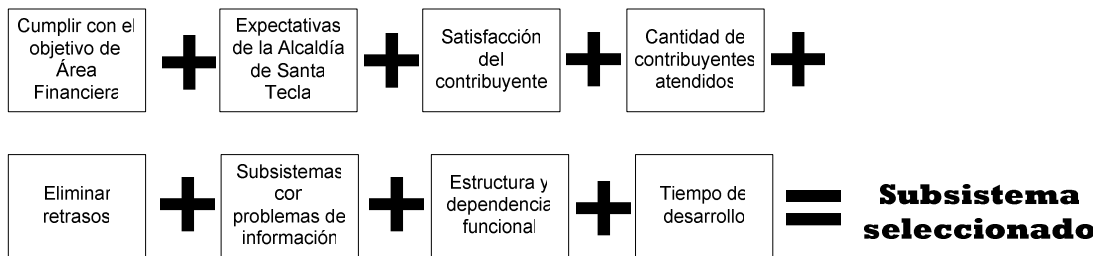 Cumplir con el
objetivo de
Área
Financiera
+
Expectativas
de la Alcaldía
de Santa
Tecla
+
Satisfacción
del
contribuyente
+
Cantidad de
contribuyentes
atendidos
+
Eliminar
retrasos
+
Subsistemas
con
problemas de
información
+
Estructura y
dependencia
funcional
+
Tiempo de
desarrollo
=
Subsistema
seleccionado